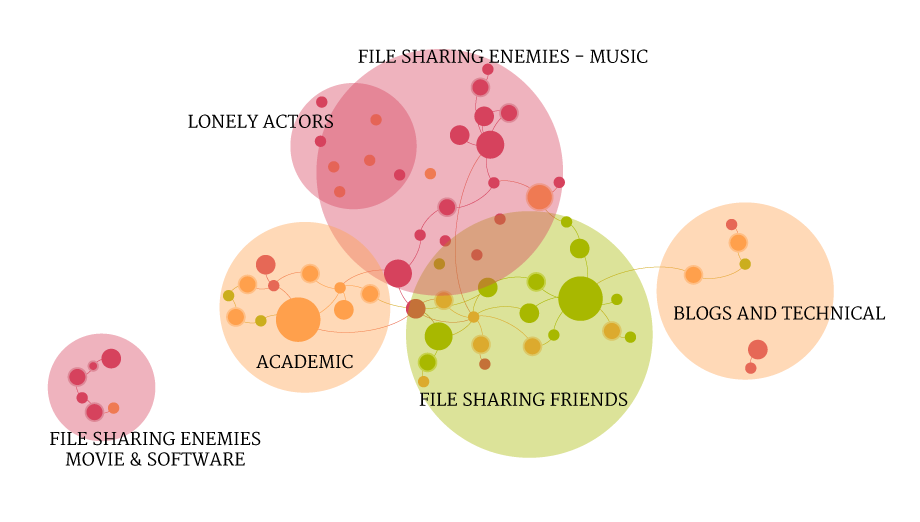 FILE SHARING ENEMIES - MUSIC
LONELY ACTORS
BLOGS AND TECHNICAL
ACADEMIC
FILE SHARING FRIENDS
FILE SHARING ENEMIES
MOVIE & SOFTWARE